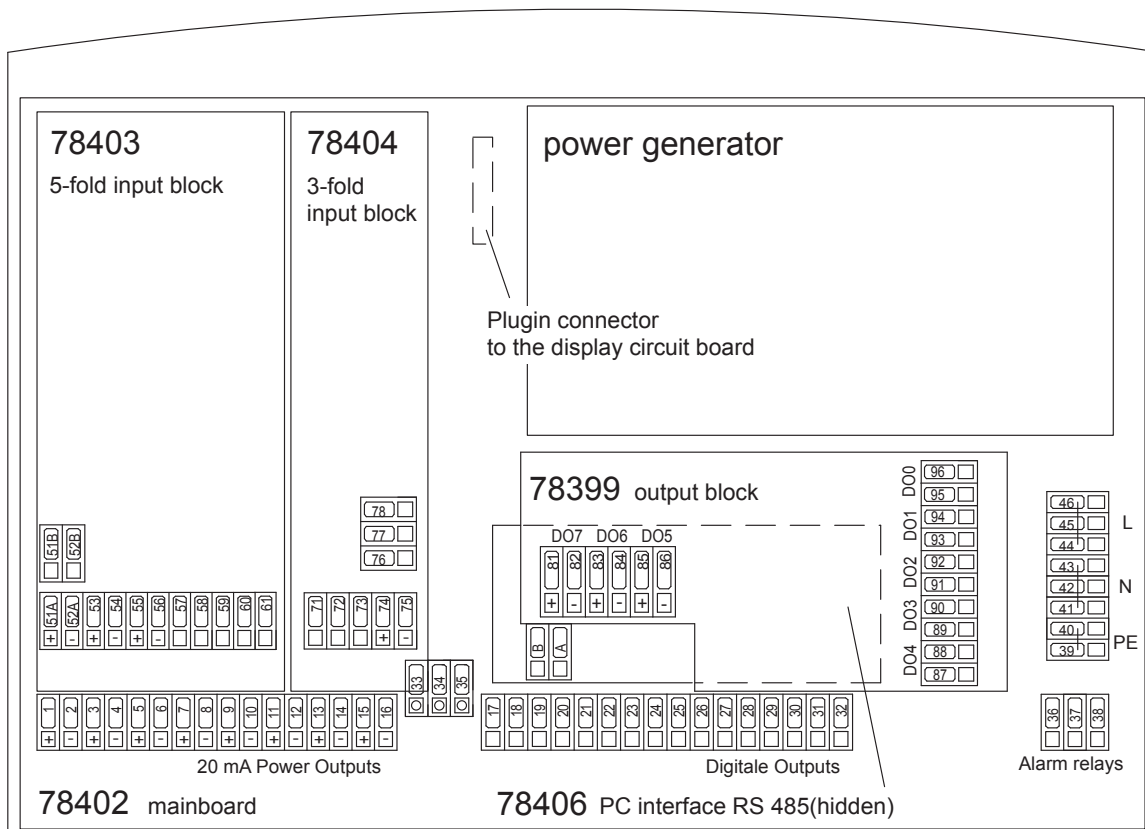 78403
5-fold input block
78404
3-fold
input block
power generator
Plugin connector
to the display circuit board
78399 output block
DO7 DO6 DO5
81 82 83 84 85 86
+ - + - + -
B A
DO0
DO1
DO2
DO3
DO4
96
95
94
93
92
91
90
89
88
87
46
45
44
43
42
41
40
39
L
N
PE
78
77
76
51B 52B
51A 52A 53 54 55 56 57 58 59 60 61
+ - + - + -
71 72 73 74 75
+ -
33 34 35
1 2 3 4 5 6 7 8 9 10 11 12 13 14 15 16
+ - + - + - + - + - + - + - + -
17 18 19 20 21 22 23 24 25 26 27 28 29 30 31 32
36 37 38
20 mA Power Outputs
Digitale Outputs
Alarm relays
78402 mainboard
78406 PC interface RS 485(hidden)